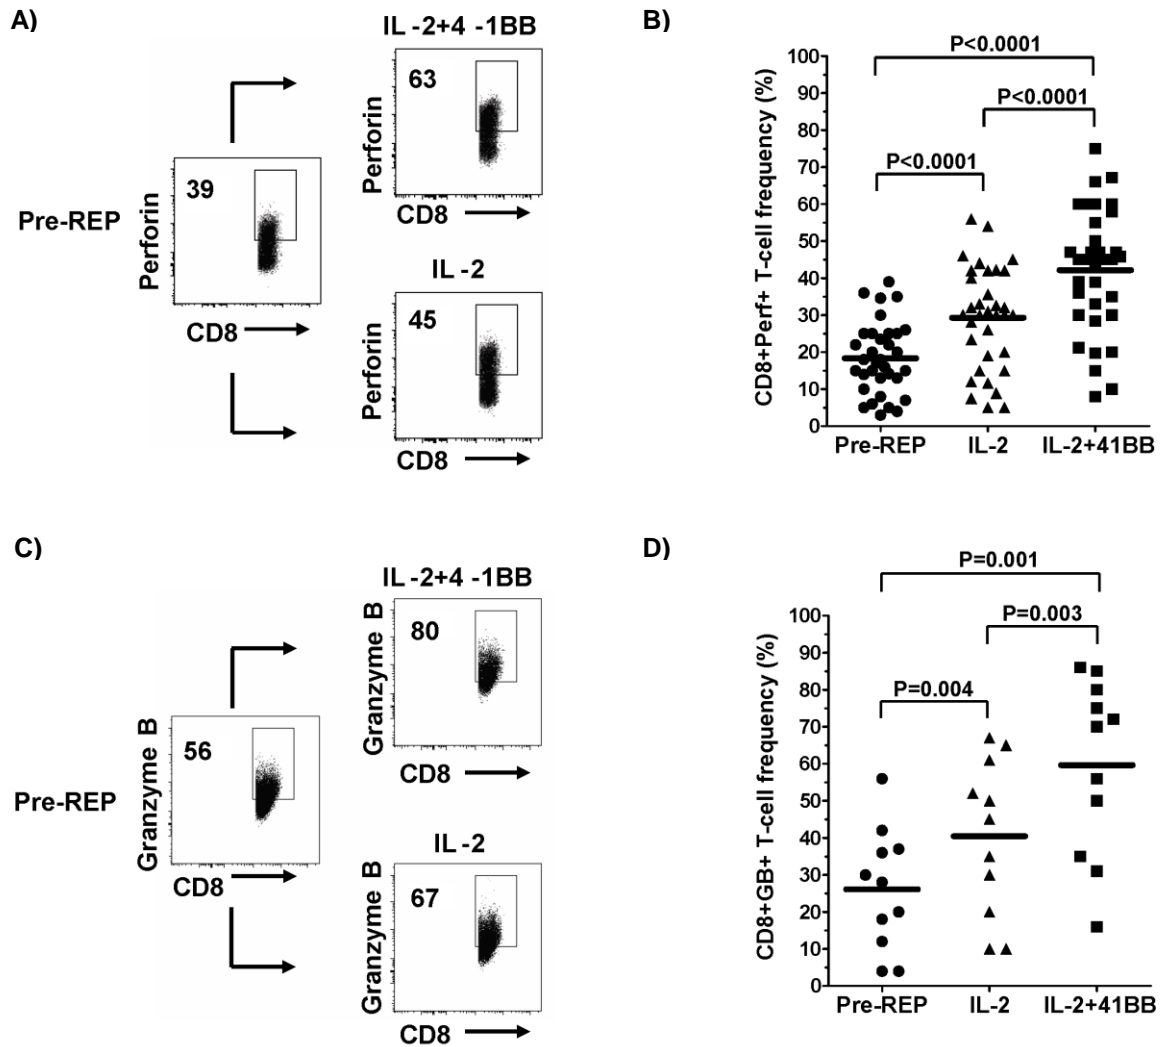 A)
IL -2+4 -1BB
63
Perforin
CD8
Pre-REP
39
Perforin
CD8
IL -2
45
Perforin
CD8
B)
P<0.0001
P<0.0001
P<0.0001
CD8+Perf+ T-cell frequency (%)
100
90
80
70
60
50
40
30
20
10
0
Pre-REP IL-2 IL-2+41BB
C)
IL -2+4 -1BB
80
Granzyme B
CD8
Pre-REP
56
Granzyme B
CD8
IL -2
67
Granzyme B
CD8
D)
P=0.001
P=0.003
P=0.004
CD8+GB+ T-cell frequency (%)
100
90
80
70
60
50
40
30
20
10
0
Pre-REP IL-2 IL-2+41BB